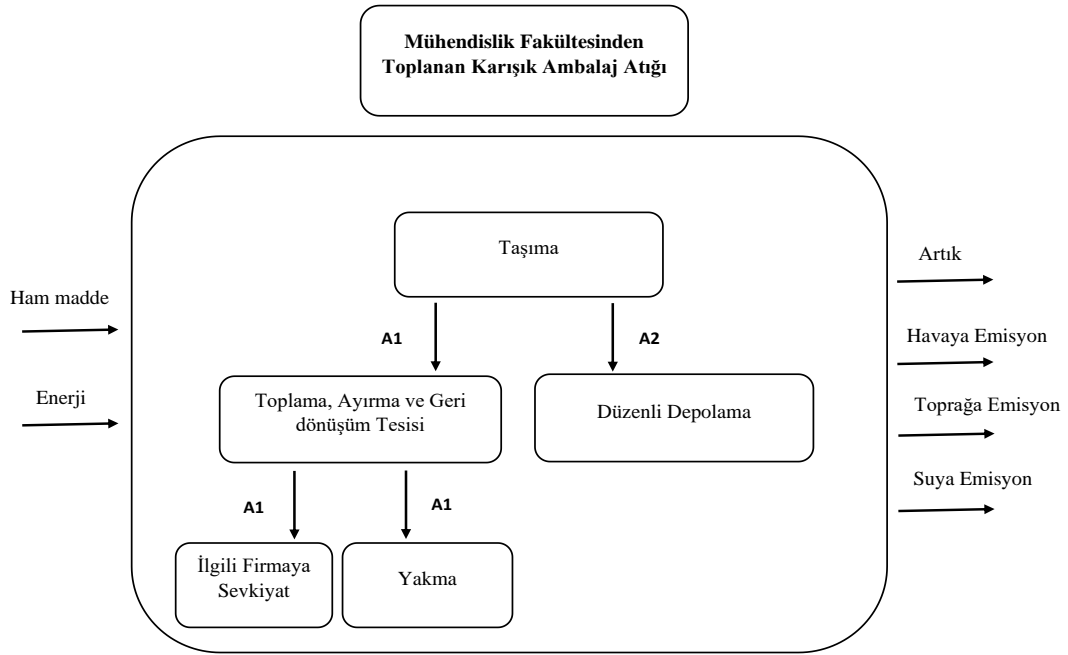 Mühendislik Fakültesinden
Toplanan Karışık Ambalaj Atığı
Taşıma
Artık
Ham madde
A1
A2
Havaya Emisyon
Enerji
Toplama, Ayırma ve Geri
dönüşüm Tesisi
Düzenli Depolama
Toprağa Emisyon
Suya Emisyon
A1
A1
İlgili Firmaya
Sevkiyat
Yakma